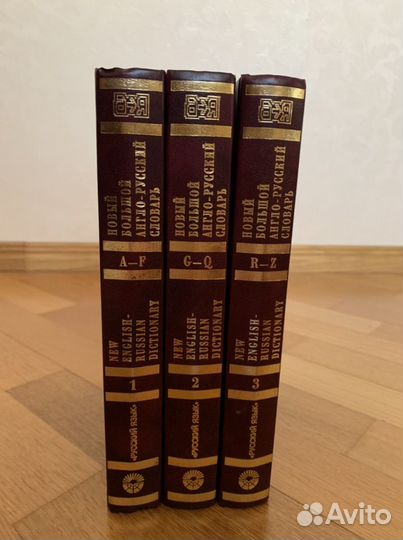 НОВЫЙ
БОЛЬШОЙ
АНГЛО-РУССКИЙ
СЛОВАРЬ
A–F
NEW
ENGLISH-
RUSSIAN
DICTIONARY
1
«РУССКИЙ ЯЗЫК»
НОВЫЙ
БОЛЬШОЙ
АНГЛО-РУССКИЙ
СЛОВАРЬ
G–Q
NEW
ENGLISH-
RUSSIAN
DICTIONARY
2
«РУССКИЙ ЯЗЫК»
НОВЫЙ
БОЛЬШОЙ
АНГЛО-РУССКИЙ
СЛОВАРЬ
R–Z
NEW
ENGLISH-
RUSSIAN
DICTIONARY
3
«РУССКИЙ ЯЗЫК»
Avito